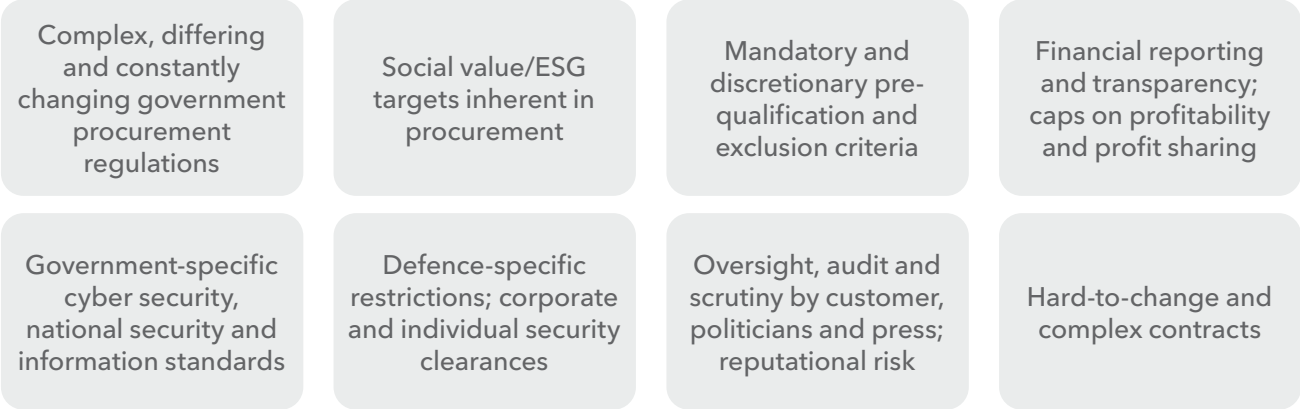 Complex, differing
and constantly
changing government
procurement
regulations
Social value/ESG
targets inherent in
procurement
Mandatory and
discretionary pre-
qualification and
exclusion criteria
Financial reporting
and transparency;
caps on profitability
and profit sharing
Government-specific
cyber security,
national security and
information standards
Defence-specific
restrictions; corporate
and individual security
clearances
Oversight, audit and
scrutiny by customer,
politicians and press;
reputational risk
Hard-to-change and
complex contracts